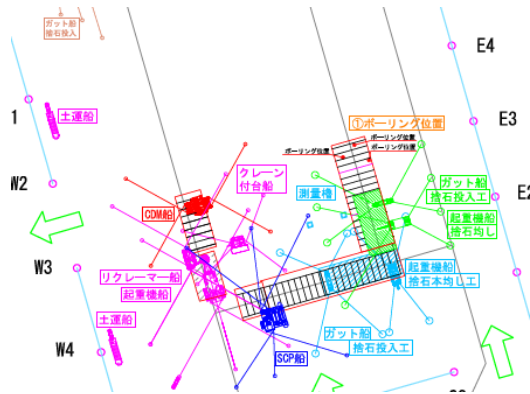 ガット船
捨石投入
E4
①ボーリング位置
土運船
1
E3
ボーリング位置
ボーリング位置
ボーリング位置
クレーン
付台船
ガット船
捨石投入工
W2
測量櫓
E2
CDM船
起重機船
捨石均し
W3
リクレーマー船
起重機船
起重機船
捨石本均し工
土運船
ガット船
捨石投入工
W4
SCP船